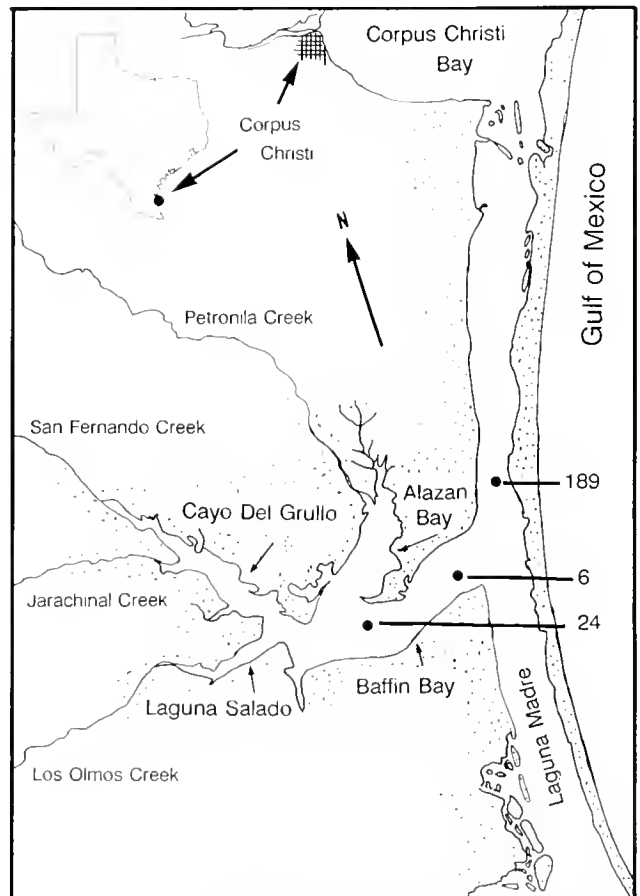 Corpus Christi
Bay
Corpus
Christi
N
Gulf of Mexico
Petronila Creek
San Fernando Creek
Cayo Del Grullo
Alazan
Bay
189
6
Jarachinal Creek
24
Laguna Salado
Baffin Bay
Laguna Madre
Los Olmos Creek